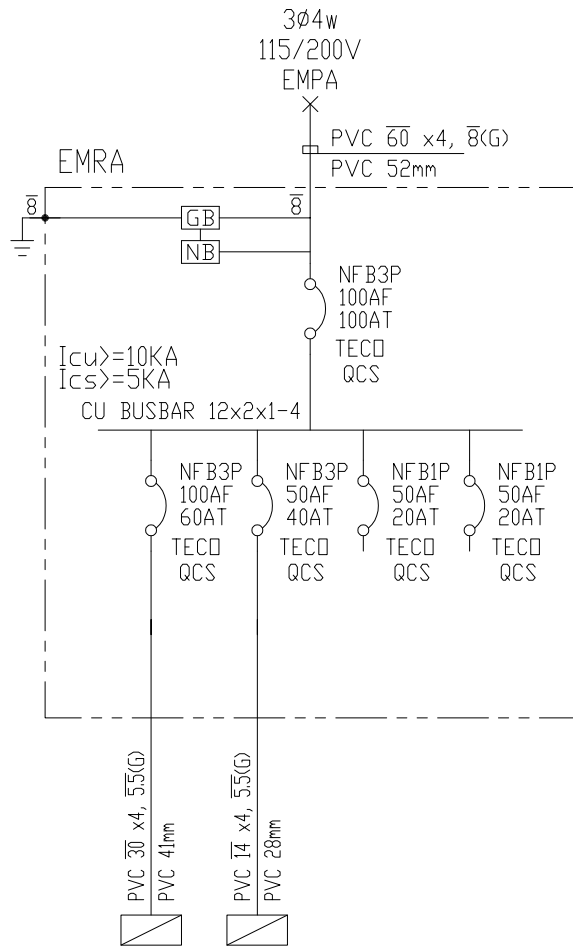 3Ø4w
115/200V
EMPA
PVC 60 x4, 8(G)
PVC 52mm
EMRA
8
GB
8
NB
NFB3P
100AF
100AT
TECO
QCS
Icu>=10KA
Ics>=5KA
CU BUSBAR 12x2x1-4
NFB3P
100AF
60AT
TECO
QCS
NFB3P
50AF
40AT
TECO
QCS
NFB1P
50AF
20AT
TECO
QCS
NFB1P
50AF
20AT
TECO
QCS
PVC 30 x4, 5.5(G)
PVC 41mm
PVC 14 x4, 5.5(G)
PVC 28mm